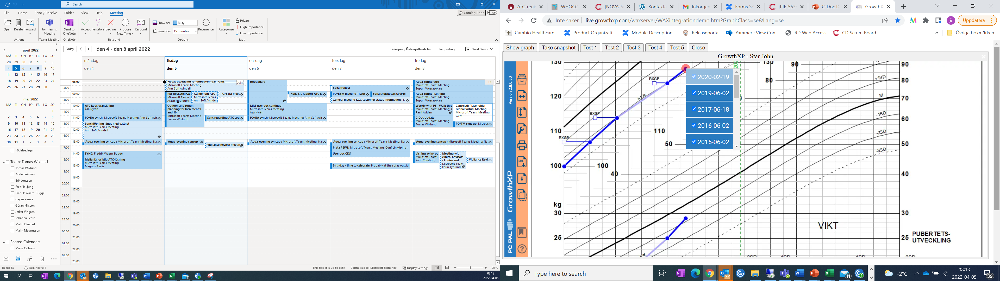 Search
File Home Send / Receive Folder View Help Meeting
Coming Soon Off
Open Delete Forward
Actions
Join Teams Meeting
Teams Meeting
Send to OneNote
OneNote
Accept Tentative Decline Propose New Time Respond
Respond
Show As: Busy
Reminder: 15 minutes
Recurrence
Options
Categorize
Private
High Importance
Low Importance
Tags
april 2022
MÅ TI ON TO FR LÖ SÖ
28 29 30 31 1 2 3
4 5 6 7 8 9 10
11 12 13 14 15 16 17
18 19 20 21 22 23 24
25 26 27 28 29 30
maj 2022
MÅ TI ON TO FR LÖ SÖ
1
2 3 4 5 6 7 8
9 10 11 12 13 14 15
16 17 18 19 20 21 22
23 24 25 26 27 28 29
30 31 1 2 3 4 5
Födelsedagar
Team: Tomas Wiklund
Tomas Wiklund
Adde Eriksson
Erik Jonsson
Fredrik Ljung
Fredrik Waern-Bugge
Gayan Perera
Göran Nilsson
Jerker Vingren
Johanna Ledin
Malin Klerstad
Malin Magnusson
Shared Calendars
Marie Odbom
Today den 4 - den 8 april 2022
Linköping, Östergötlands län Requesting... Work Week
måndag tisdag onsdag torsdag fredag
den 4 den 5 den 6 den 7 den 8
08:00
12:00
09:00
13:00
10:00
14:00
11:00
15:00
12:00
16:00
13:00
17:00
14:00
18:00
15:00
19:00
16:00
20:00
17:00
21:00
18:00
22:00
19:00
23:00
20:00
00:00
21:00
01:00
22:00
02:00
23:00
ATC kods granskning
Åsa Nyrén
PO/BA synch; Microsoft Teams Meeting; Ann-Sofi Avin
Lunchlöpning längs med vattnet
Microsoft Teams Meeting
Ann-Sofi Avindell
Aqua_evening syncup ; Microsoft Teams Meeting; Na
SYNC; Fredrik Waern-Bugge
Mellanlångsiktig ATC-lösning
Microsoft Teams Meeting
Magnus Almér
Microsoft Teams Meeting
Ann-Sofi Avindell
Join
Bid Tillväxtkurva
Microsoft Teams
Arash Noujoumi
Gå igenom ATC-
Microsoft Teams
Ann-Sofi Avindel
PO/BSM meet
Outlook and rough planning for Increment 9 and 10
Microsoft Teams Meeting
Tomas Wiklund
Sync regarding ATC cod
Aqua_evening syncup ;
Vigilance Review meetin
Hovslagare
Kolla SIL rapport ATC k
MRT user doc continue
Microsoft Teams Meeting
Åsa Nyrén
PO/BA synch; Microsoft Teams Meeting; Ann-Sofi Avin
Aqua_evening syncup ; Microsoft Teams Meeting; Na
Boka frukost
PO/BSM meeting - Issue
Sofia skolsköterska 0915
General meeting KGC customer status information ; M
Aqua_evening syncup ; Microsoft Teams Meeting; Na
Prata PEWS; Microsoft Teams Meeting; Conf Linköping -
User doc CDS
Birthday - time to celebrate; Probably at the sofas outsid
Aqua Sprint retro
Microsoft Teams Meeting
Supun Weerasekara
+1
Aqua Sprint Planning
Microsoft Teams Meeting
Supun Weerasekara
Weekly with PS - Walk-thro
Microsoft Teams Meeting;
Rami Avidan
Canceled: Placeholder Global Virtual Meeting
Microsoft Teams Meeting
GVM
C-Doc Update
Microsoft Teams Meeting
Tomas Wiklund
PO/TM sync up; Microso
Aqua_evening syncup ; Microsoft Teams Meeting; Na
Visning av In- oc
Microsoft Teams
Karin Ydreborg
Meeting with clinical advisors - Louise and
Microsoft Teams
Karin Tybrandt
Vigilance Revi
Items: 38 Reminders: 4
This folder is up to date. Connected to: Microsoft Exchange Display Settings 100 %
08:13
2022-04-05
ATC-regi WHOCC [NOVA-5 Kontakta Inkorgen Forms SA [PIE-553 C-Doc D GrowthX
Inte säker live.growthxp.com/waxserver/WAXintegrationdemo.htm?GraphClass=se&Lang=se
Uppdatera
Cambio Healthcare... Product Organizati... Module Description... Releaseportal Yammer : View Con... RD Web Access CD Scrum Board -... » Övriga bokmärken
Show graph Take snapshot Test 1 Test 2 Test 3 Test 4 Test 5 Close
GrowthXP - Star John
Version 2.8.0.60
GrowthXP
PC PAL
PDF
130 130 90 90
80 80
120 70
110 110 60
50 50
100 100 40 40
kg
30 30
25 25
BXGP
BXGP
BXGP
2020-02-19
2019-06-02
2017-06-18
2016-06-02
2015-06-02
+1SD
M
-1SD
-2SD
-3SD
VIKT
PUBERTETS-
UTVECKLING
Type here to search
11
-2°C
08:13
2022-04-05
39